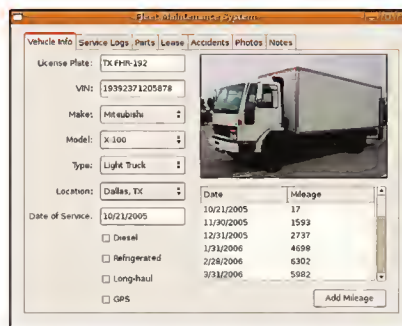 Fleet Maintenance System
Vehicle Info Service Logs Parts Lease Accidents Photos Notes
License Plate: TX FHR-192
VIN: 19392371205878
Make: Mitsubishi
Model: X-100
Type: Light Truck
Location: Dallas, TX
Date of Service. 10/21/2005
Diesel
Refrigerated
Long-haul
GPS
Date Mileage
10/21/2005 17
11/30/2005 1593
12/31/2005 2737
1/31/2006 4698
2/28/2006 6302
3/31/2006 5982
Add Mileage